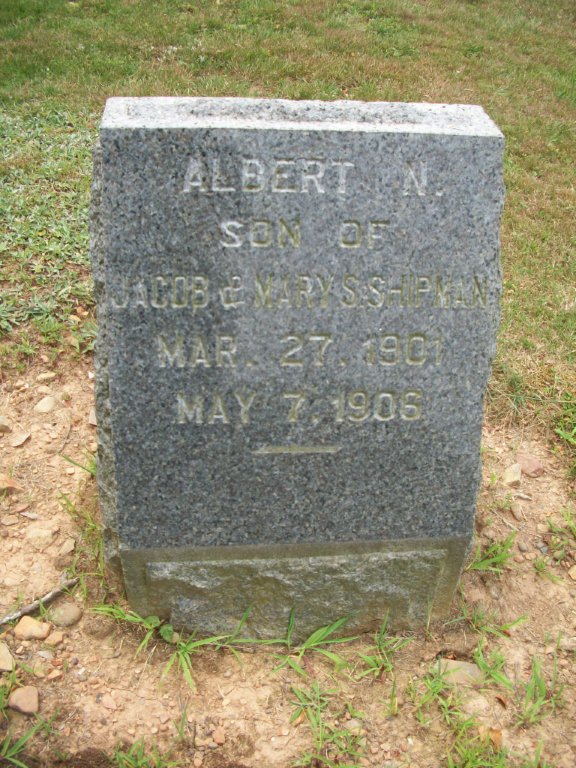 ALBERT N.
SON OF
JACOB & MARY S. SHIPMAN
MAR. 27, 1901
MAY 7, 1906